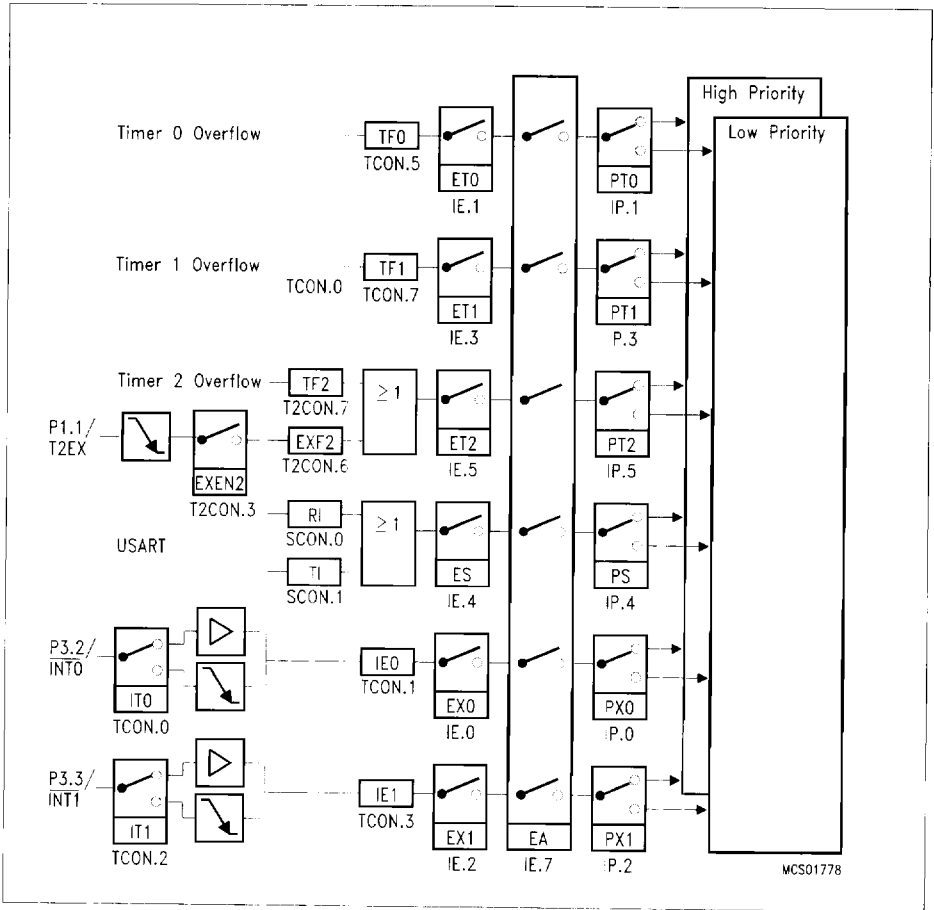 High Priority
Low Priority
Timer 0 Overflow
TF0
TCON.5
ET0
IE.1
PT0
IP.1
Timer 1 Overflow
TCON.0
TF1
TCON.7
ET1
IE.3
PT1
P.3
Timer 2 Overflow
TF2
T2CON.7
≥1
ET2
IE.5
PT2
IP.5
P1.1/
T2EX
EXEN2
T2CON.3
EXF2
T2CON.6
USART
RI
SCON.0
TI
SCON.1
≥1
ES
IE.4
PS
IP.4
P3.2/
INT0
IT0
TCON.0
IE0
TCON.1
EX0
IE.0
PX0
IP.0
P3.3/
INT1
IT1
TCON.2
IE1
TCON.3
EX1
IE.2
EA
IE.7
PX1
IP.2
MCS01778